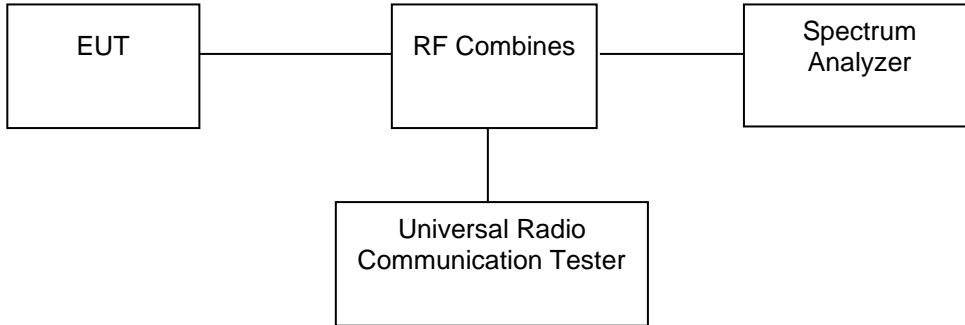 EUT
RF Combines
Spectrum
Analyzer
Universal Radio
Communication Tester